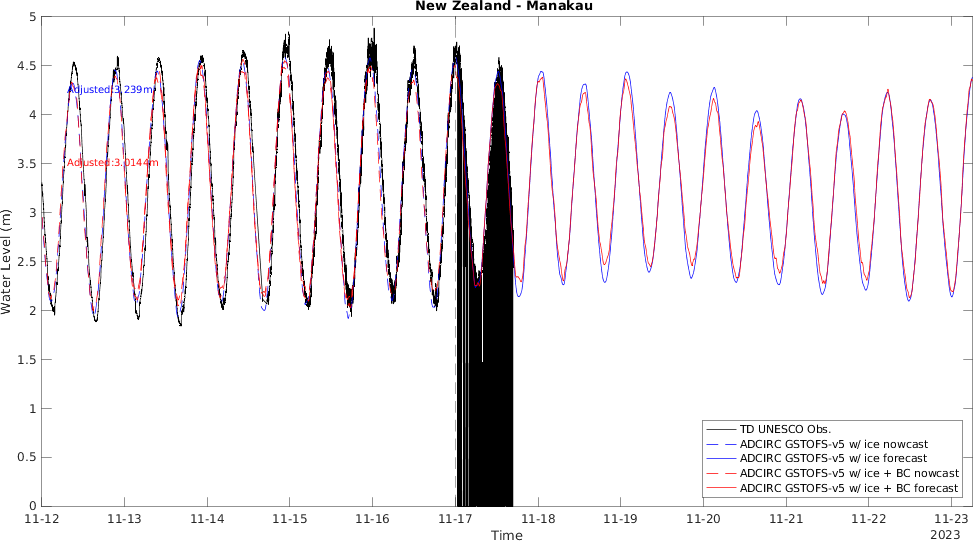 New Zealand - Manakau
Water Level (m)
5
4.5
4
3.5
3
2.5
2
1.5
1
0.5
0
Adjusted:3.239m
Adjusted:3.0144m
TD UNESCO Obs.
ADCIRC GSTOFS-v5 w/ ice nowcast
ADCIRC GSTOFS-v5 w/ ice forecast
ADCIRC GSTOFS-v5 w/ ice + BC nowcast
ADCIRC GSTOFS-v5 w/ ice + BC forecast
11-12 11-13 11-14 11-15 11-16 11-17 11-18 11-19 11-20 11-21 11-22 11-23
Time
2023